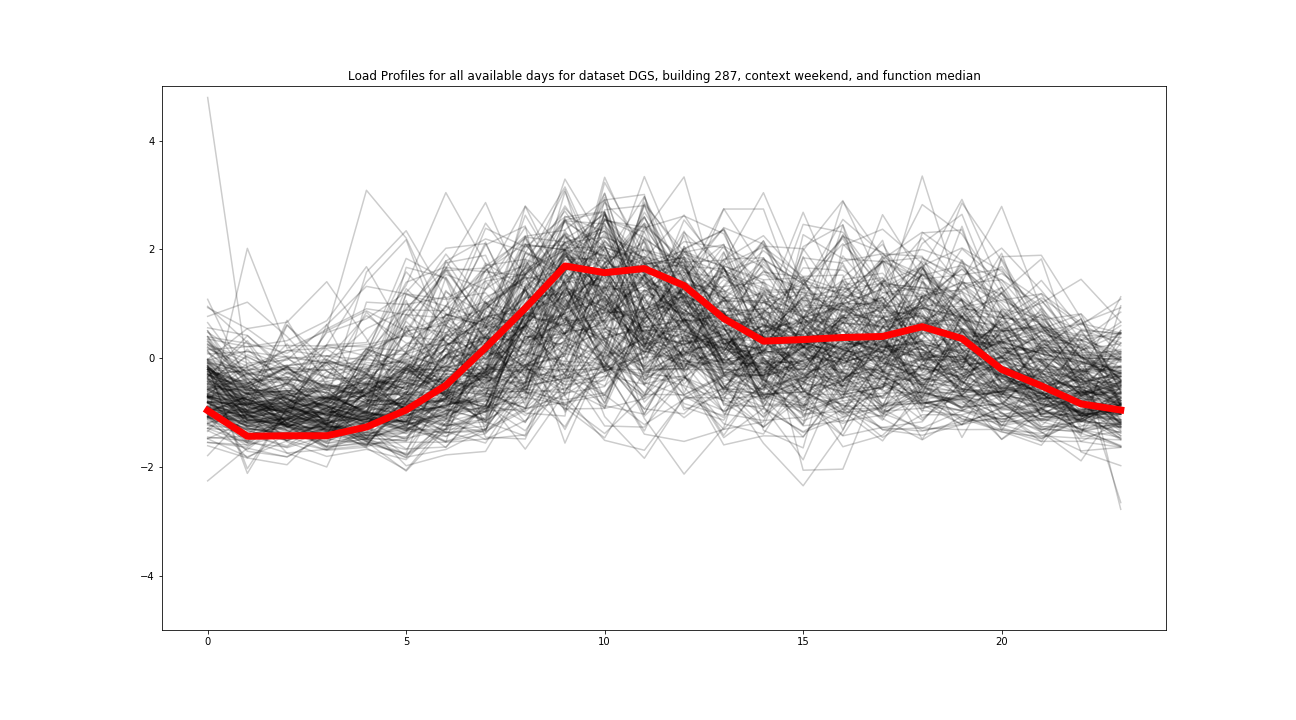 Load Profiles for all available days for dataset DGS, building 287, context weekend, and function median
4
2
0
−2
−4
0 5 10 15 20